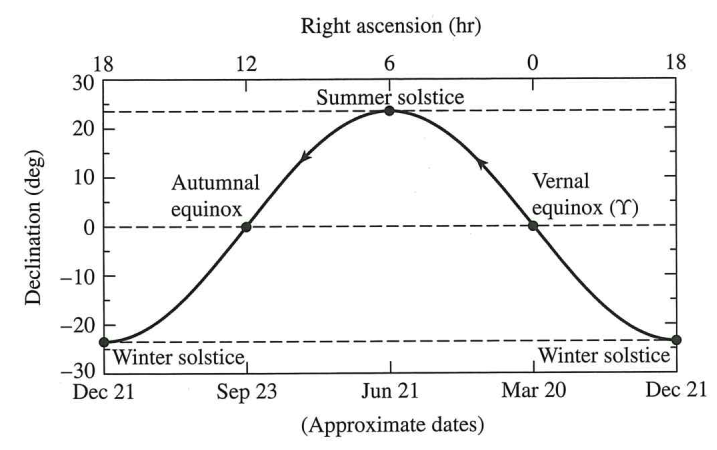 Right ascension (hr)
18 12 6 0 18
30
Summer solstice
20
10
Autumnal
equinox
Vernal
equinox (♈)
0
−10
−20
−30
Declination (deg)
Winter solstice
Winter solstice
Dec 21 Sep 23 Jun 21 Mar 20 Dec 21
(Approximate dates)